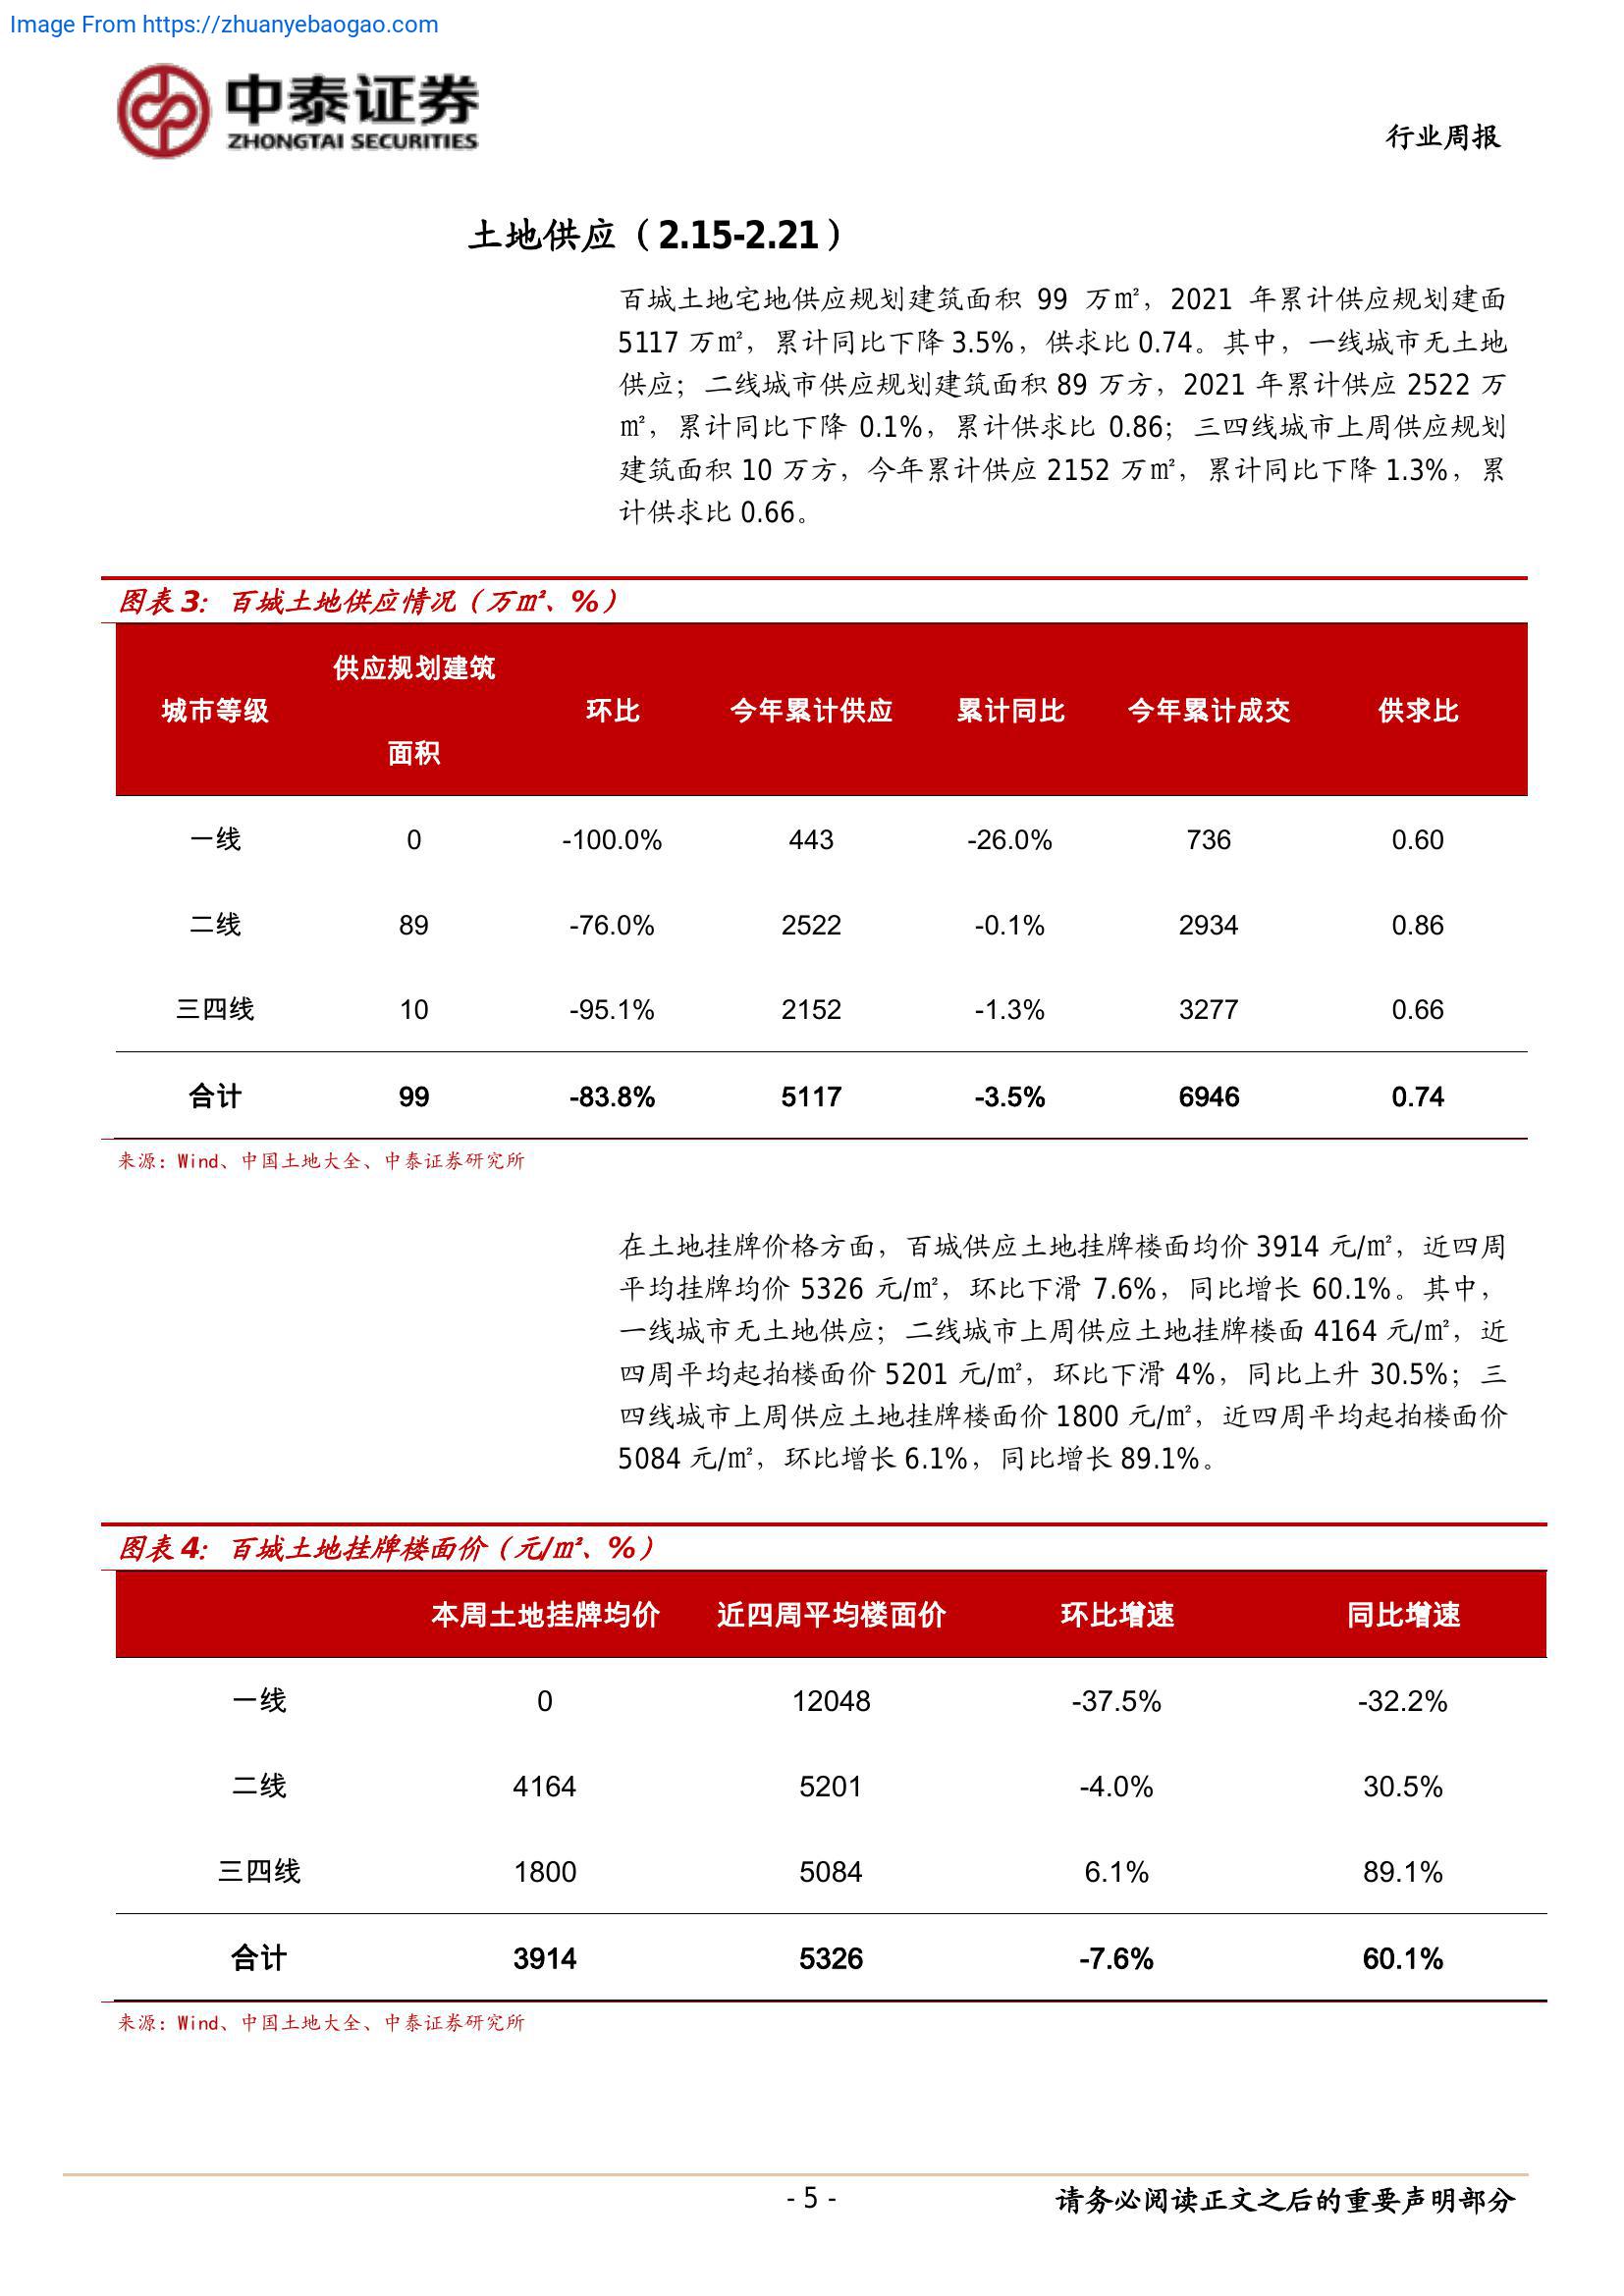 Image From https://zhuanyebaogao.com
中泰证券
ZHONGTAI SECURITIES
行业周报
土地供应（2.15-2.21）
百城土地宅地供应规划建筑面积 99 万㎡，2021 年累计供应规划建面
5117 万㎡，累计同比下降 3.5%，供求比 0.74。其中，一线城市无土地
供应；二线城市供应规划建筑面积 89 万方，2021 年累计供应 2522 万
㎡，累计同比下降 0.1%，累计供求比 0.86；三四线城市上周供应规划
建筑面积 10 万方，今年累计供应 2152 万㎡，累计同比下降 1.3%，累
计供求比 0.66。
图表 3：百城土地供应情况（万㎡、%）
城市等级 供应规划建筑面积 环比 今年累计供应 累计同比 今年累计成交 供求比
一线 0 -100.0% 443 -26.0% 736 0.60
二线 89 -76.0% 2522 -0.1% 2934 0.86
三四线 10 -95.1% 2152 -1.3% 3277 0.66
合计 99 -83.8% 5117 -3.5% 6946 0.74
来源：Wind、中国土地大全、中泰证券研究所
在土地挂牌价格方面，百城供应土地挂牌楼面均价 3914 元/㎡，近四周
平均挂牌均价 5326 元/㎡，环比下滑 7.6%，同比增长 60.1%。其中，
一线城市无土地供应；二线城市上周供应土地挂牌楼面 4164 元/㎡，近
四周平均起拍楼面价 5201 元/㎡，环比下滑 4%，同比上升 30.5%；三
四线城市上周供应土地挂牌楼面价 1800 元/㎡，近四周平均起拍楼面价
5084 元/㎡，环比增长 6.1%，同比增长 89.1%。
图表 4：百城土地挂牌楼面价（元/㎡、%）
本周土地挂牌均价 近四周平均楼面价 环比增速 同比增速
一线 0 12048 -37.5% -32.2%
二线 4164 5201 -4.0% 30.5%
三四线 1800 5084 6.1% 89.1%
合计 3914 5326 -7.6% 60.1%
来源：Wind、中国土地大全、中泰证券研究所
- 5 -
请务必阅读正文之后的重要声明部分